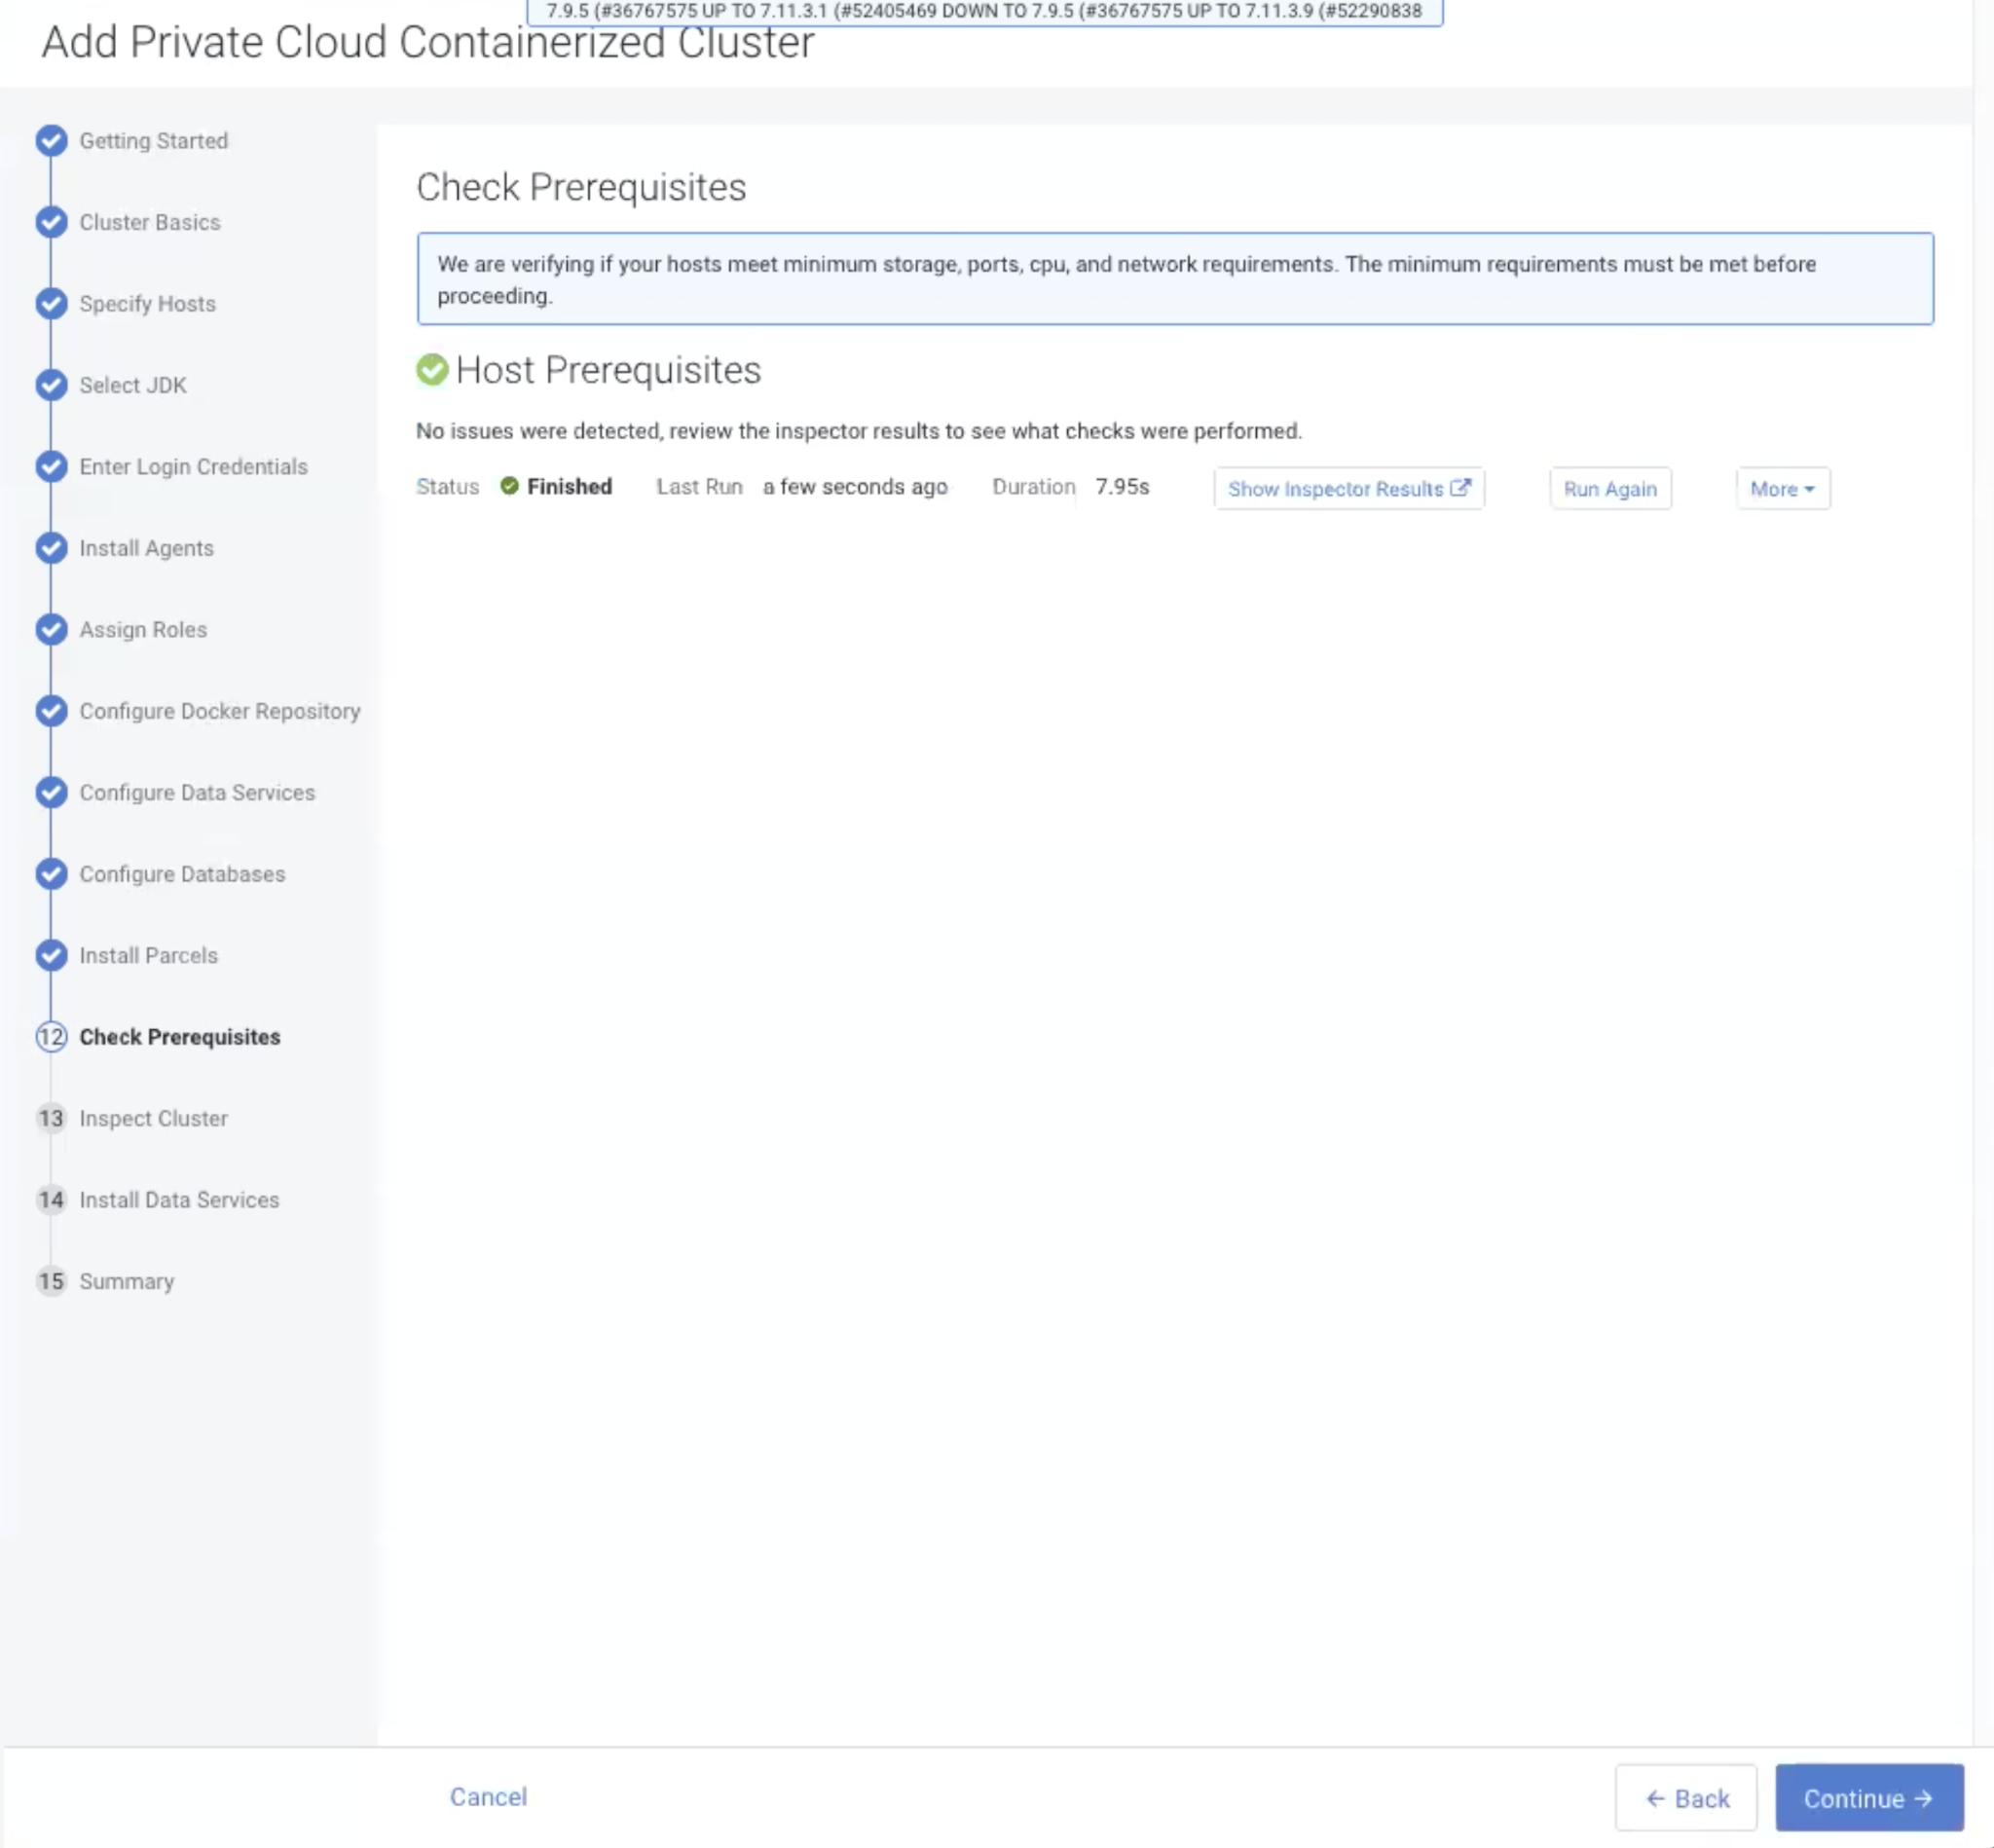 7.9.5 (#36767575 UP TO 7.11.3.1 (#52405469 DOWN TO 7.9.5 (#36767575 UP TO 7.11.3.9 (#52290838
Add Private Cloud Containerized Cluster
Getting Started
Cluster Basics
Specify Hosts
Select JDK
Enter Login Credentials
Install Agents
Assign Roles
Configure Docker Repository
Configure Data Services
Configure Databases
Install Parcels
12 Check Prerequisites
13 Inspect Cluster
14 Install Data Services
15 Summary
Check Prerequisites
We are verifying if your hosts meet minimum storage, ports, cpu, and network requirements. The minimum requirements must be met before
proceeding.
Host Prerequisites
No issues were detected, review the inspector results to see what checks were performed.
Status Finished Last Run a few seconds ago Duration 7.95s Show Inspector Results Run Again More
Cancel ← Back Continue →